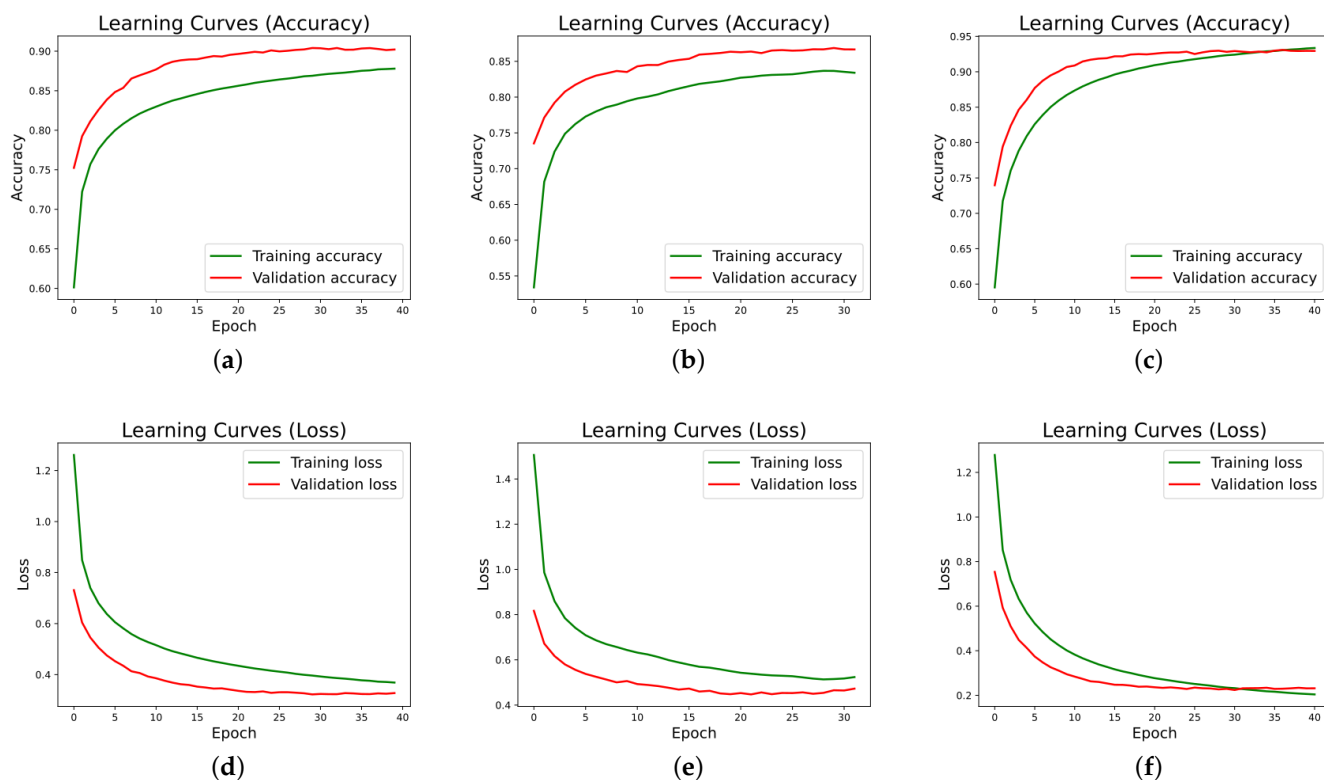 Learning Curves (Accuracy)
Accuracy
0.90
0.85
0.80
0.75
0.70
0.65
0.60
Training accuracy
Validation accuracy
0 5 10 15 20 25 30 35 40
Epoch
(a)
Learning Curves (Accuracy)
Accuracy
0.85
0.80
0.75
0.70
0.65
0.60
0.55
Training accuracy
Validation accuracy
0 5 10 15 20 25 30
Epoch
(b)
Learning Curves (Accuracy)
Accuracy
0.95
0.90
0.85
0.80
0.75
0.70
0.65
0.60
Training accuracy
Validation accuracy
0 5 10 15 20 25 30 35 40
Epoch
(c)
Learning Curves (Loss)
Loss
1.2
1.0
0.8
0.6
0.4
Training loss
Validation loss
0 5 10 15 20 25 30 35 40
Epoch
(d)
Learning Curves (Loss)
Loss
1.4
1.2
1.0
0.8
0.6
0.4
Training loss
Validation loss
0 5 10 15 20 25 30
Epoch
(e)
Learning Curves (Loss)
Loss
1.2
1.0
0.8
0.6
0.4
0.2
Training loss
Validation loss
0 5 10 15 20 25 30 35 40
Epoch
(f)